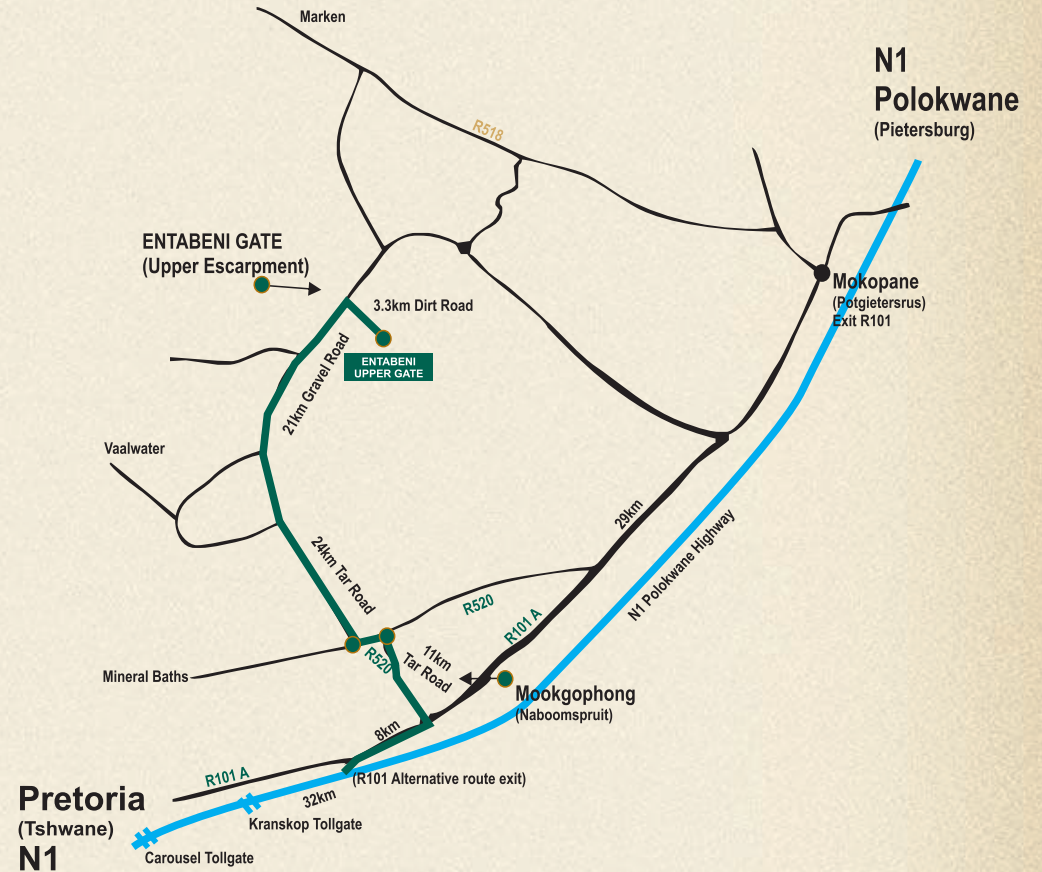 Marken
N1
Polokwane
(Pietersburg)
R518
ENTABENI GATE
(Upper Escarpment)
Mokopane
(Potgietersrus)
Exit R101
3.3km Dirt Road
ENTABENI
UPPER GATE
21km Gravel Road
Vaalwater
29km
N1 Polokwane Highway
24km Tar Road
R520
R101 A
11km
Tar Road
R520
Mineral Baths
Mookgophong
(Naboomspruit)
8km
R101 A
(R101 Alternative route exit)
32km
Pretoria
(Tshwane)
N1
Kranskop Tollgate
Carousel Tollgate